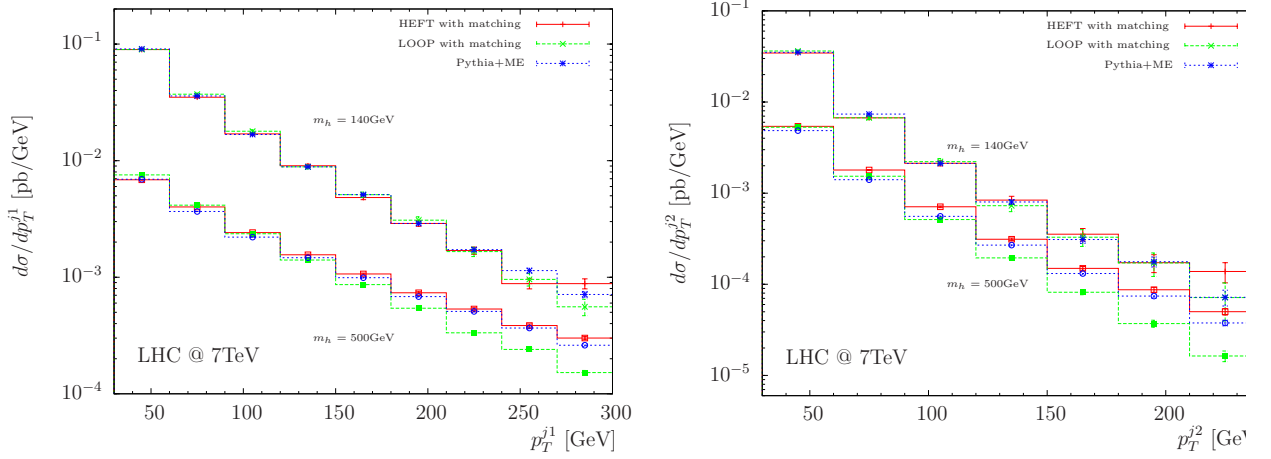 HEFT with matching
LOOP with matching
Pythia+ME
10^{-1}
10^{-2}
10^{-3}
10^{-4}
dσ/dp_T^{j1} [pb/GeV]
m_h = 140GeV
m_h = 500GeV
LHC @ 7TeV
50 100 150 200 250 300
p_T^{j1} [GeV]
HEFT with matching
LOOP with matching
Pythia+ME
10^{-1}
10^{-2}
10^{-3}
10^{-4}
10^{-5}
dσ/dp_T^{j2} [pb/GeV]
m_h = 140GeV
m_h = 500GeV
LHC @ 7TeV
50 100 150 200
p_T^{j2} [Ge